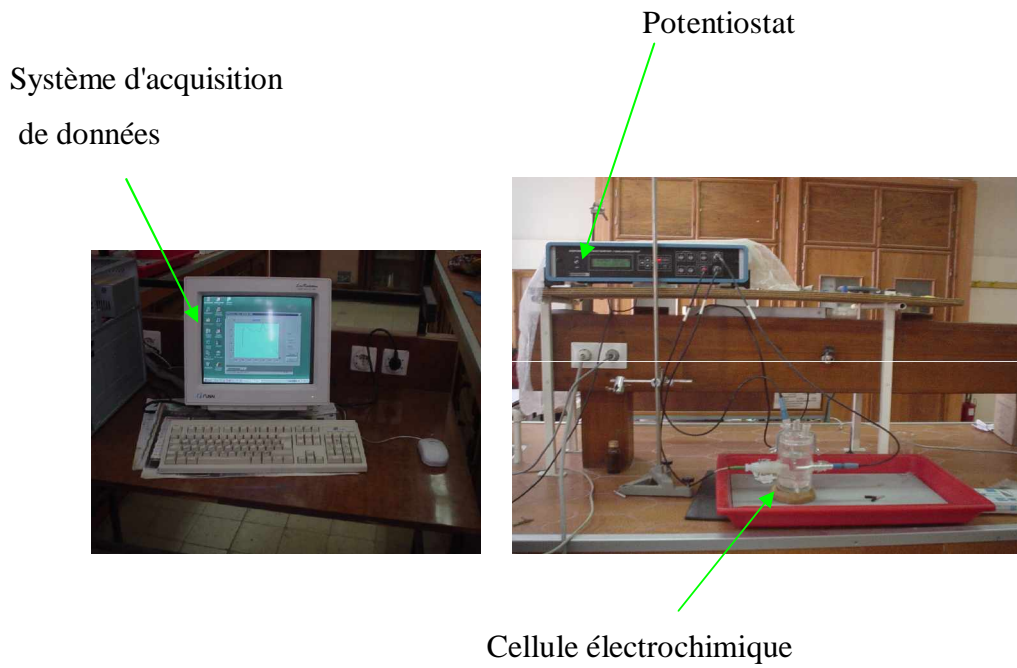 Potentiostat
Système d'acquisition
de données
Cellule électrochimique